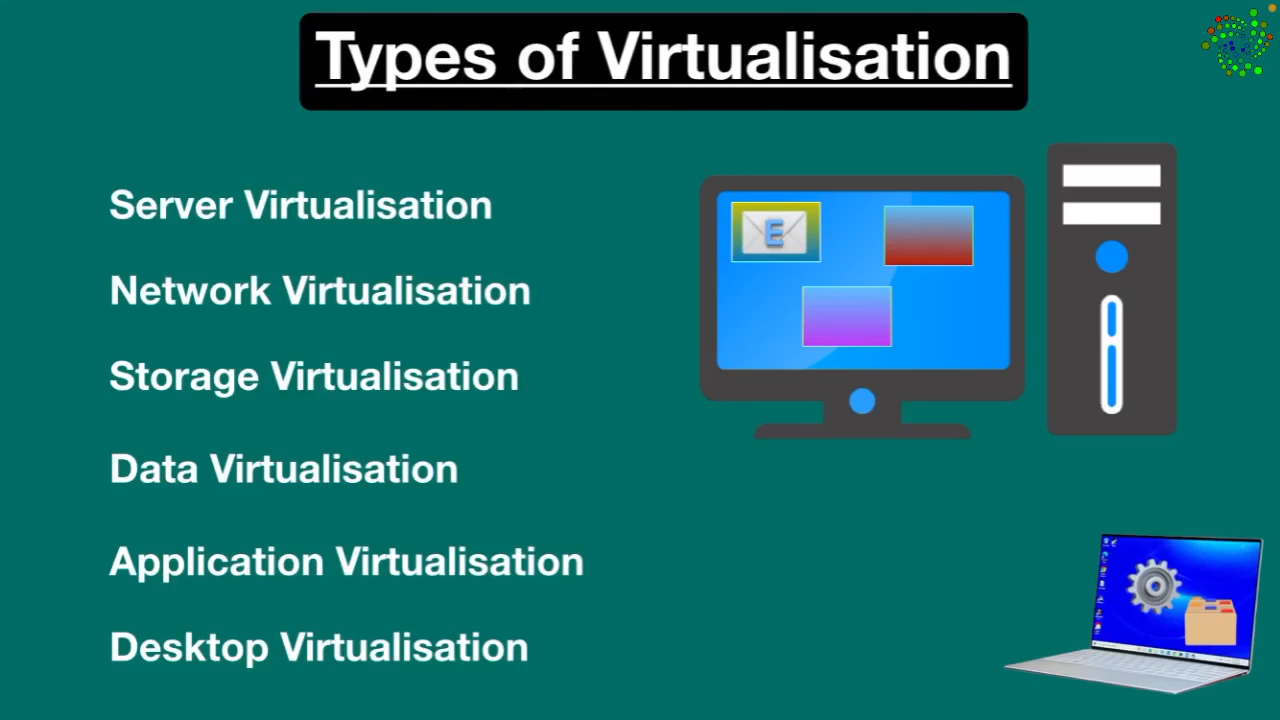 Types of Virtualisation
Server Virtualisation
Network Virtualisation
Storage Virtualisation
Data Virtualisation
Application Virtualisation
Desktop Virtualisation
E